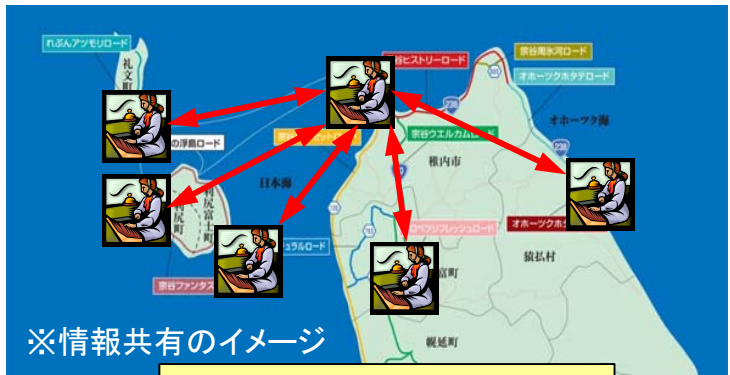 れぶんアツモリロード
礼文町
宗谷ヒストリーロード
宗谷周氷河ロード
オホーツクホタテロード
238
オホーツク海
の浮島ロード
宗谷ウエルカムロード
238
稚内市
日本海
利尻富士町
利尻町
106
オホーツクホタ
ュラルロード
猿払村
富町
宗谷ファンタス
幌延町
※情報共有のイメージ